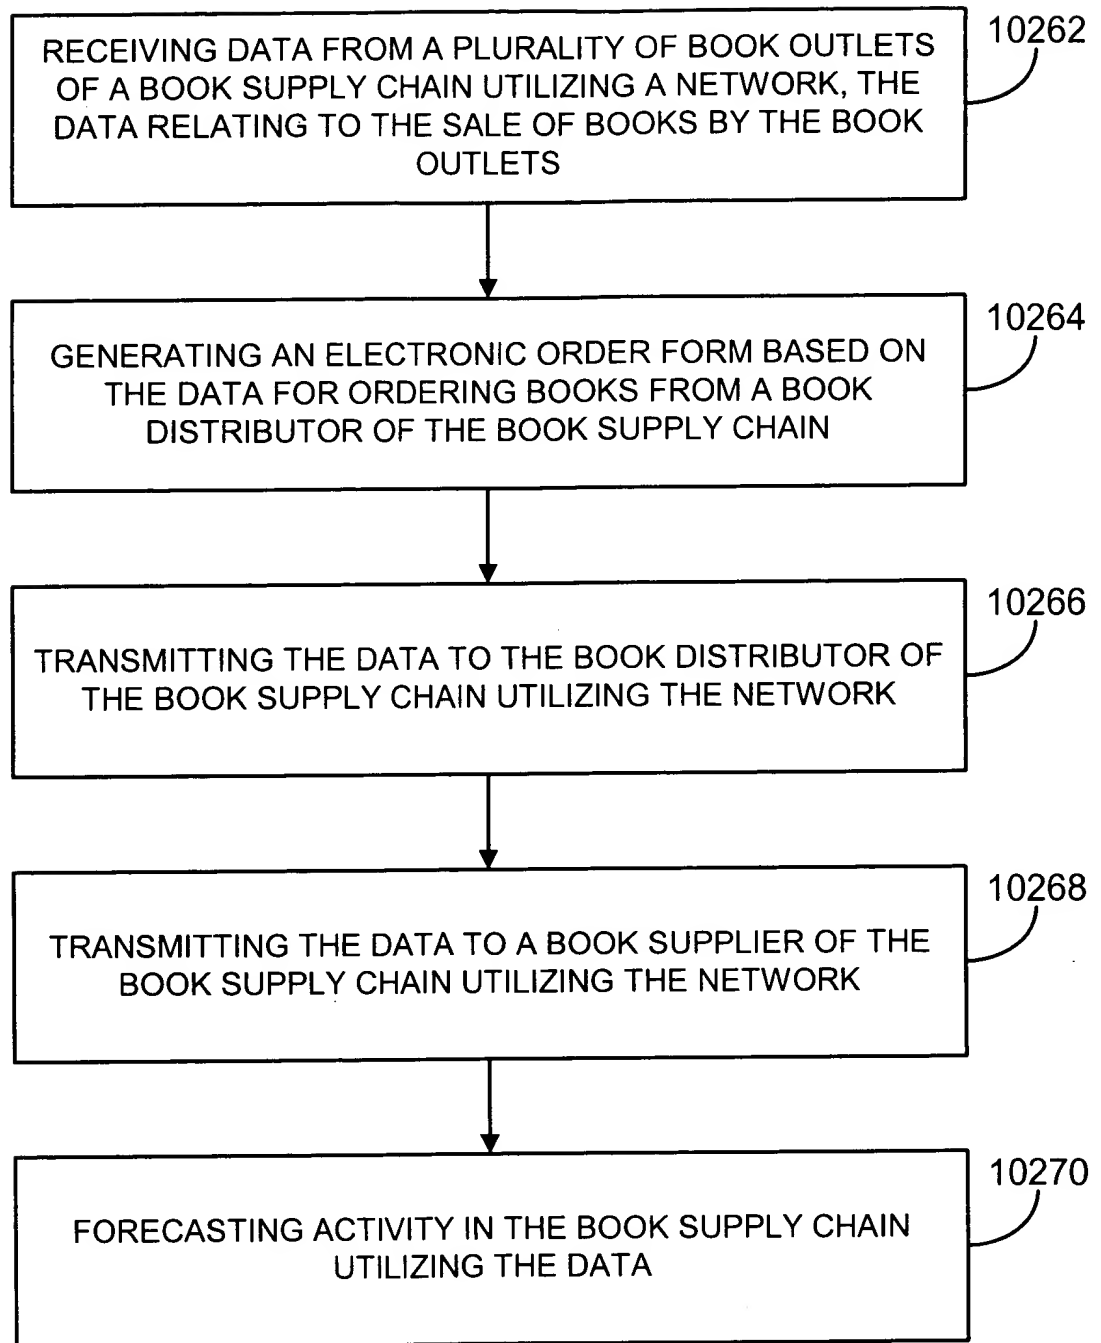 10262
RECEIVING DATA FROM A PLURALITY OF BOOK OUTLETS
OF A BOOK SUPPLY CHAIN UTILIZING A NETWORK, THE
DATA RELATING TO THE SALE OF BOOKS BY THE BOOK
OUTLETS
10264
GENERATING AN ELECTRONIC ORDER FORM BASED ON
THE DATA FOR ORDERING BOOKS FROM A BOOK
DISTRIBUTOR OF THE BOOK SUPPLY CHAIN
10266
TRANSMITTING THE DATA TO THE BOOK DISTRIBUTOR OF
THE BOOK SUPPLY CHAIN UTILIZING THE NETWORK
10268
TRANSMITTING THE DATA TO A BOOK SUPPLIER OF THE
BOOK SUPPLY CHAIN UTILIZING THE NETWORK
10270
FORECASTING ACTIVITY IN THE BOOK SUPPLY CHAIN
UTILIZING THE DATA